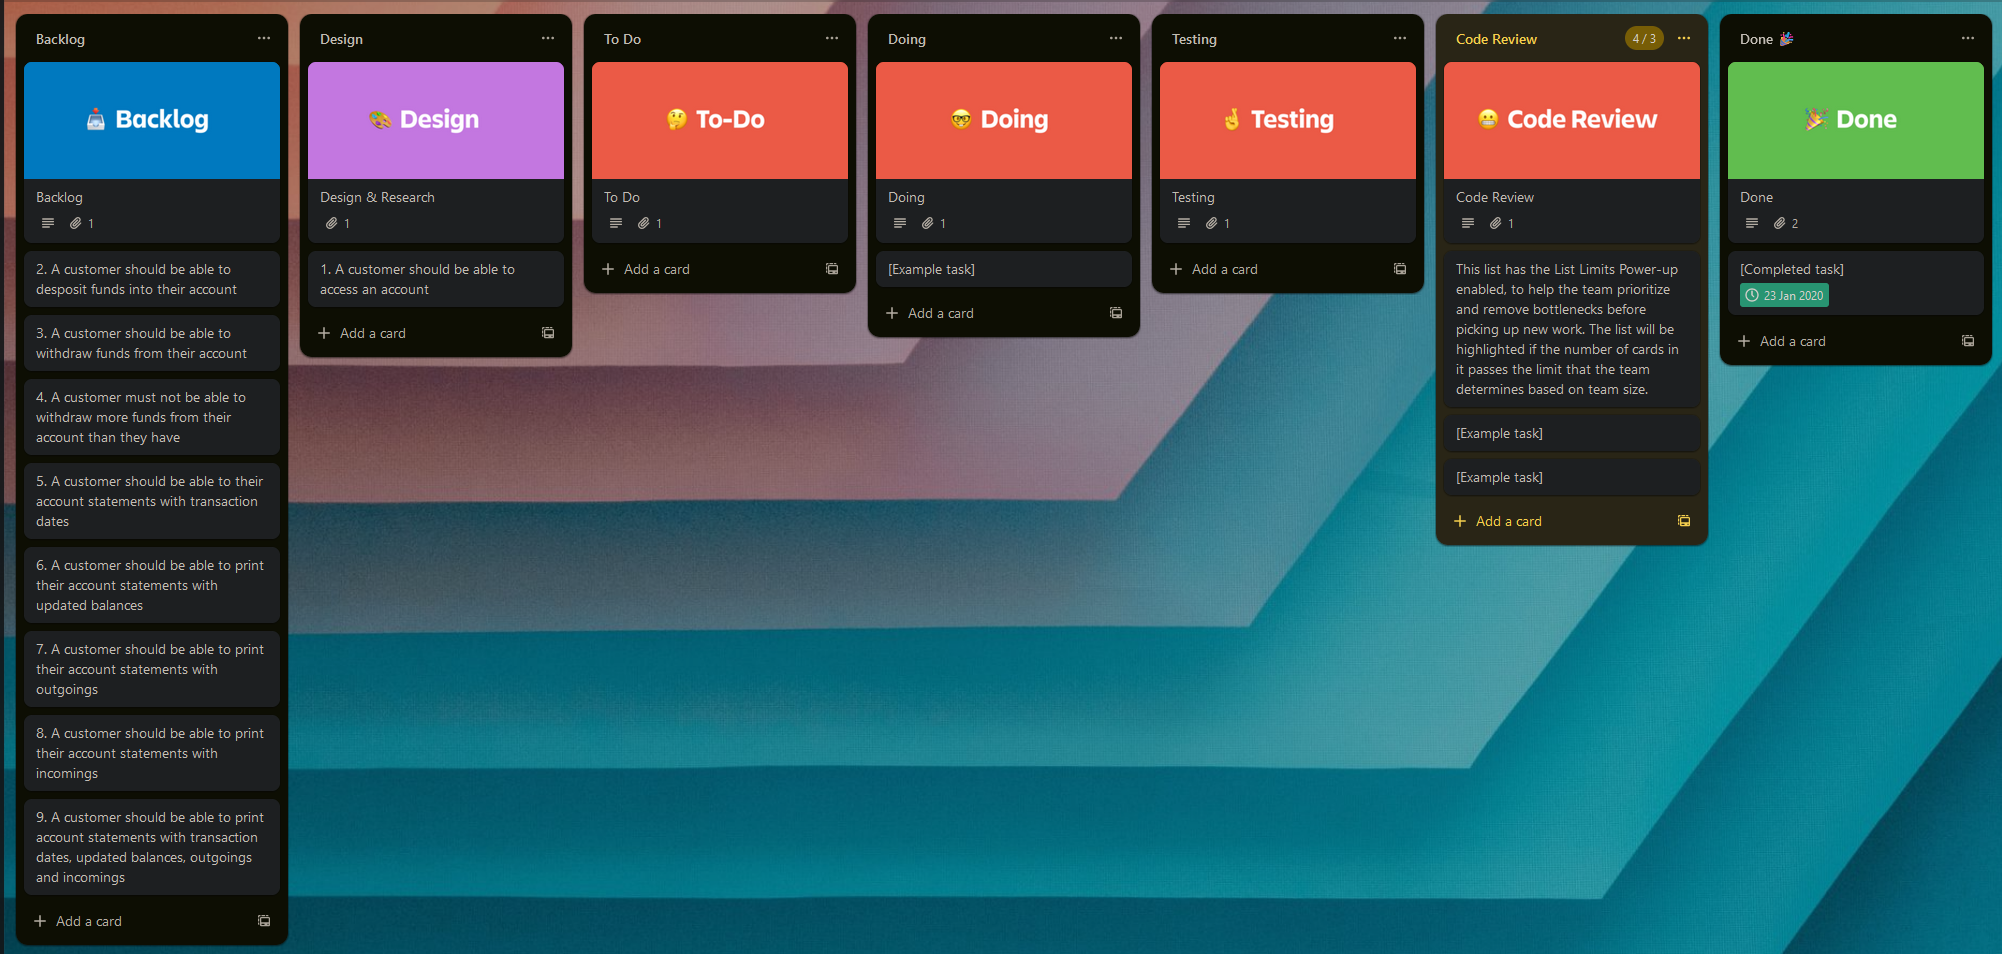 Backlog
Backlog
Backlog
1
2. A customer should be able to
desposit funds into their account
3. A customer should be able to
withdraw funds from their account
4. A customer must not be able to
withdraw more funds from their
account than they have
5. A customer should be able to their
account statements with transaction
dates
6. A customer should be able to print
their account statements with
updated balances
7. A customer should be able to print
their account statements with
outgoings
8. A customer should be able to print
their account statements with
incomings
9. A customer should be able to print
account statements with transaction
dates, updated balances, outgoings
and incomings
Add a card
Design
Design
Design & Research
1
1. A customer should be able to
access an account
Add a card
To Do
To-Do
To Do
1
Add a card
Doing
Doing
Doing
1
[Example task]
Add a card
Testing
Testing
Testing
1
Add a card
Code Review
4 / 3
Code Review
Code Review
1
This list has the List Limits Power-up
enabled, to help the team prioritize
and remove bottlenecks before
picking up new work. The list will be
highlighted if the number of cards in
it passes the limit that the team
determines based on team size.
[Example task]
[Example task]
Add a card
Done 🎉
Done
Done
2
[Completed task]
23 Jan 2020
Add a card